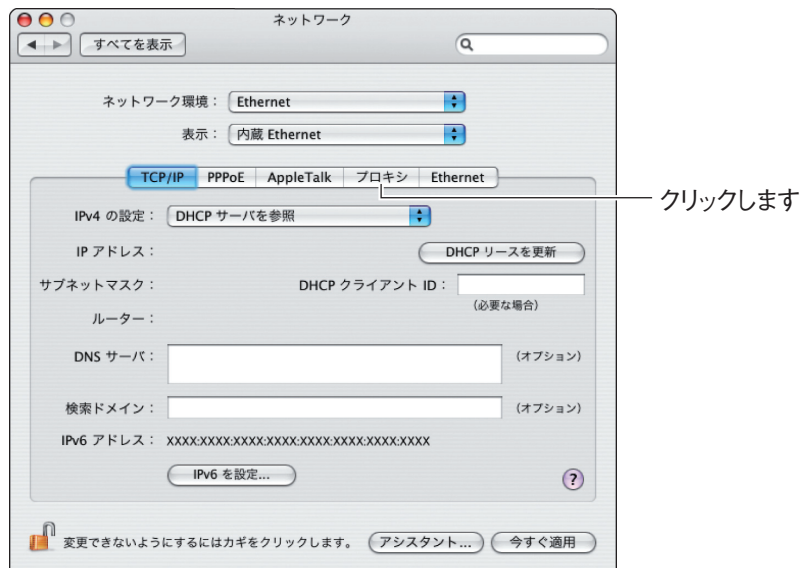 ネットワーク
すべてを表示
ネットワーク環境： Ethernet
表示： 内蔵 Ethernet
TCP/IP PPPoE AppleTalk プロキシ Ethernet
クリックします
IPv4 の設定： DHCP サーバを参照
IP アドレス： DHCP リースを更新
サブネットマスク： DHCP クライアント ID：
（必要な場合）
ルーター：
DNS サーバ： （オプション）
検索ドメイン： （オプション）
IPv6 アドレス： XXXX:XXXX:XXXX:XXXX:XXXX:XXXX:XXXX:XXXX
IPv6 を設定...
?
変更できないようにするにはカギをクリックします。 アシスタント... 今すぐ適用